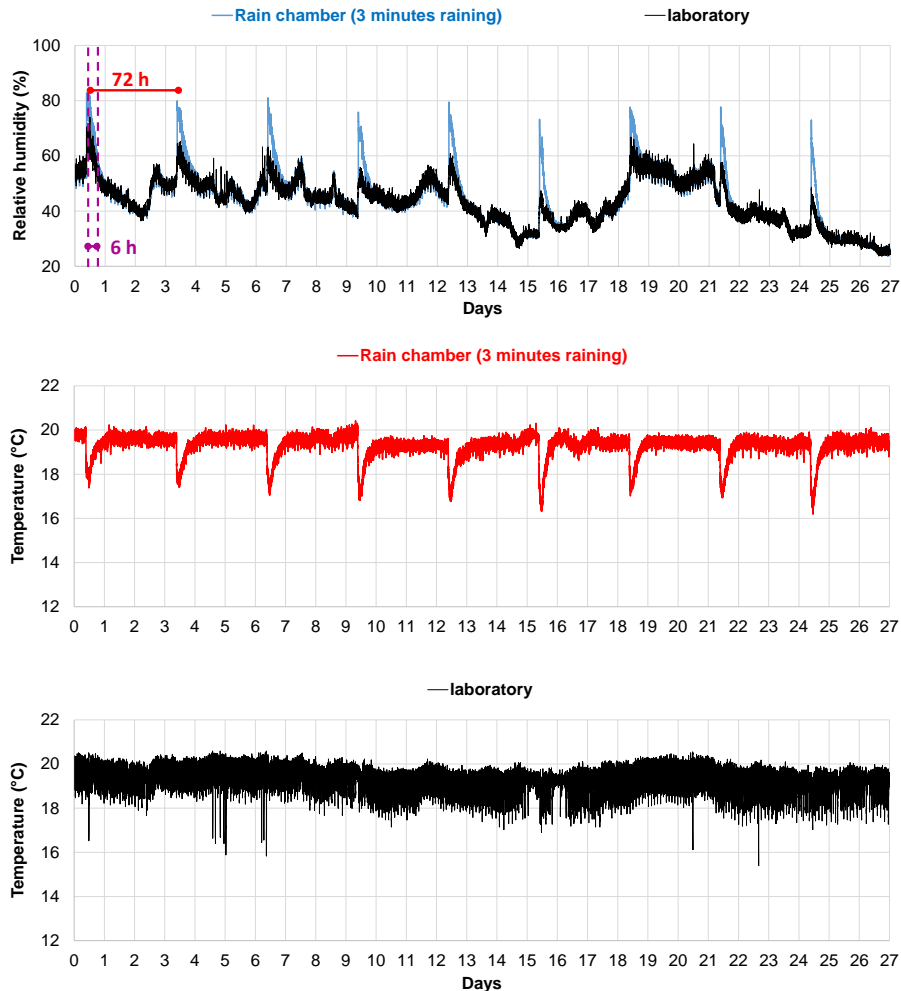 Rain chamber (3 minutes raining) laboratory
100
80
60
40
20
Relative humidity (%)
72 h
6 h
0 1 2 3 4 5 6 7 8 9 10 11 12 13 14 15 16 17 18 19 20 21 22 23 24 25 26 27
Days
Rain chamber (3 minutes raining)
22
20
18
16
14
12
Temperature (°C)
0 1 2 3 4 5 6 7 8 9 10 11 12 13 14 15 16 17 18 19 20 21 22 23 24 25 26 27
laboratory
22
20
18
16
14
12
Temperature (°C)
0 1 2 3 4 5 6 7 8 9 10 11 12 13 14 15 16 17 18 19 20 21 22 23 24 25 26 27
Days